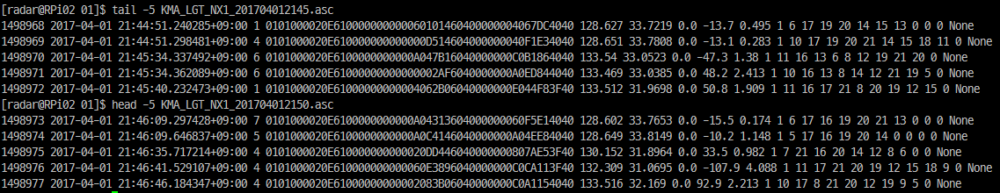 [radar@RPi02 01]$ tail -5 KMA_LGT_NX1_201704012145.asc
1498968 2017-04-01 21:44:51.240285+09:00 1 0101000020E61000000000000601014604000000004067DC4040 128.627 33.7219 0.0 -13.7 0.495 1 6 17 19 20 14 15 13 0 0 0 None
1498969 2017-04-01 21:44:51.298481+09:00 4 0101000020E61000000000000D514604000000040F1E34040 128.651 33.7808 0.0 -13.1 0.283 1 10 17 19 20 21 14 15 18 11 0 None
1498970 2017-04-01 21:45:34.337492+09:00 6 0101000020E6100000000000A047B16040000000C0B1864040 133.54 33.0523 0.0 -47.3 1.38 1 11 16 13 6 8 12 19 21 20 0 None
1498971 2017-04-01 21:45:34.362089+09:00 6 0101000020E6100000000000002AF6040000000A0ED844040 133.469 33.0385 0.0 48.2 2.413 1 10 16 13 8 14 12 21 19 5 0 None
1498972 2017-04-01 21:45:40.232473+09:00 1 0101000020E61000000000004062B06040000000E044F83F40 133.512 31.9698 0.0 50.8 1.909 1 11 16 17 21 8 20 19 12 15 0 None
[radar@RPi02 01]$ head -5 KMA_LGT_NX1_201704012150.asc
1498973 2017-04-01 21:46:09.297428+09:00 7 0101000020E6100000000000A04313604000000060F5E14040 128.602 33.7653 0.0 -15.5 0.174 1 6 17 16 19 20 21 13 0 0 0 None
1498974 2017-04-01 21:46:09.646837+09:00 5 0101000020E6100000000000A0C4146040000000A04EE84040 128.649 33.8149 0.0 -10.2 1.148 1 5 17 16 19 20 14 0 0 0 0 None
1498975 2017-04-01 21:46:35.717214+09:00 4 0101000020E610000000000020DD446040000000807AE53F40 130.152 31.8964 0.0 33.5 0.982 1 7 21 16 20 14 12 8 6 0 0 None
1498976 2017-04-01 21:46:41.529107+09:00 4 0101000020E610000000000060E3896040000000C0CA113F40 132.309 31.0695 0.0 -107.9 4.088 1 11 17 21 20 19 12 15 18 9 0 None
1498977 2017-04-01 21:46:46.184347+09:00 4 0101000020E61000000000002083B06040000000C0A1154040 133.516 32.169 0.0 92.9 2.213 1 10 17 8 21 20 12 19 9 5 0 None